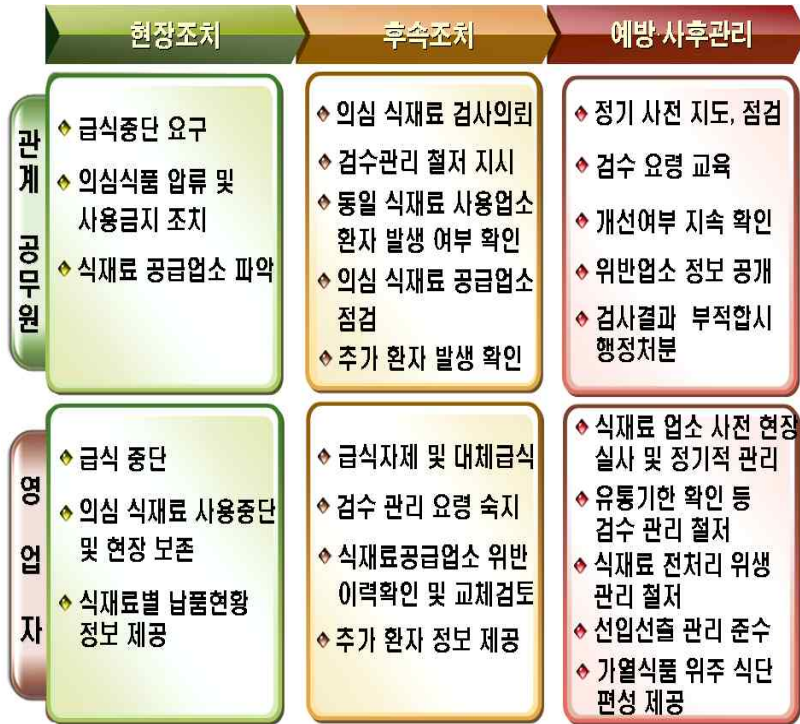 현장조치
후속조치
예방·사후관리
관계 공무원
급식중단 요구
의심식품 압류 및
사용금지 조치
식재료 공급업소 파악
의심 식재료 검사의뢰
검수관리 철저 지시
동일 식재료 사용업소
환자 발생 여부 확인
의심 식재료 공급업소
점검
추가 환자 발생 확인
정기 사전 지도, 점검
검수 요령 교육
개선여부 지속 확인
위반업소 정보 공개
검사결과 부적합시
행정처분
영업자
급식 중단
의심 식재료 사용중단
및 현장 보존
식재료별 납품현황
정보 제공
급식자제 및 대체급식
검수 관리 요령 숙지
식재료공급업소 위반
이력확인 및 교체검토
추가 환자 정보 제공
식재료 업소 사전 현장
실사 및 정기적 관리
유통기한 확인 등
검수 관리 철저
식재료 전처리 위생
관리 철저
선입선출 관리 준수
가열식품 위주 식단
편성 제공